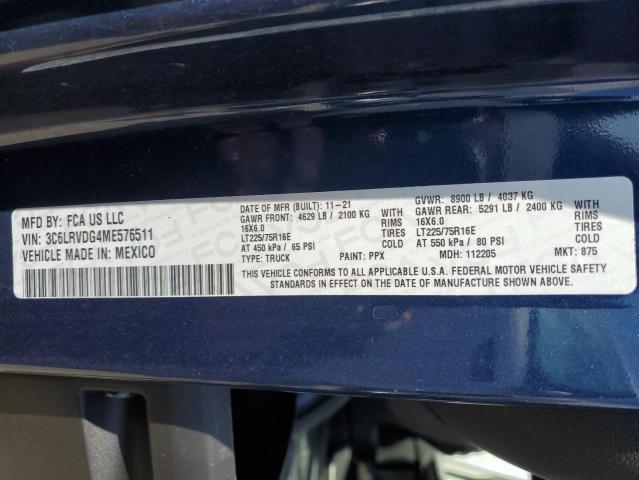 MFD BY: FCA US LLC
VIN: 3C6LRVDG4ME576511
VEHICLE MADE IN: MEXICO
DATE OF MFR (BUILT): 11-21
GAWR FRONT: 4629 LB / 2100 KG WITH
16X6.0 RIMS
LT225/75R16E TIRES
AT 450 kPa / 65 PSI COLD
TYPE: TRUCK PAINT: PPX
GVWR: 8900 LB / 4037 KG
GAWR REAR: 5291 LB / 2400 KG WITH
16X6.0 RIMS
LT225/75R16E TIRES
AT 550 kPa / 80 PSI COLD
MDH: 112205 MKT: 875
THIS VEHICLE CONFORMS TO ALL APPLICABLE U.S.A. FEDERAL MOTOR VEHICLE SAFETY
STANDARDS IN EFFECT ON THE DATE OF MANUFACTURE SHOWN ABOVE.